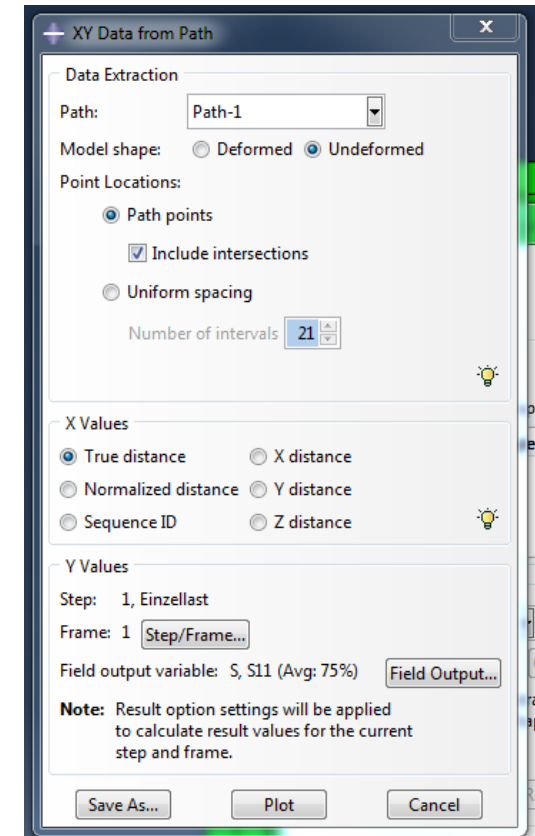 XY Data from Path
X
Data Extraction
Path: Path-1
Model shape: Deformed Undeformed
Point Locations:
Path points
Include intersections
Uniform spacing
Number of intervals 21
X Values
True distance X distance
Normalized distance Y distance
Sequence ID Z distance
Y Values
Step: 1, Einzellast
Frame: 1 Step/Frame...
Field output variable: S, S11 (Avg: 75%) Field Output...
Note: Result option settings will be applied
to calculate result values for the current
step and frame.
Save As... Plot Cancel